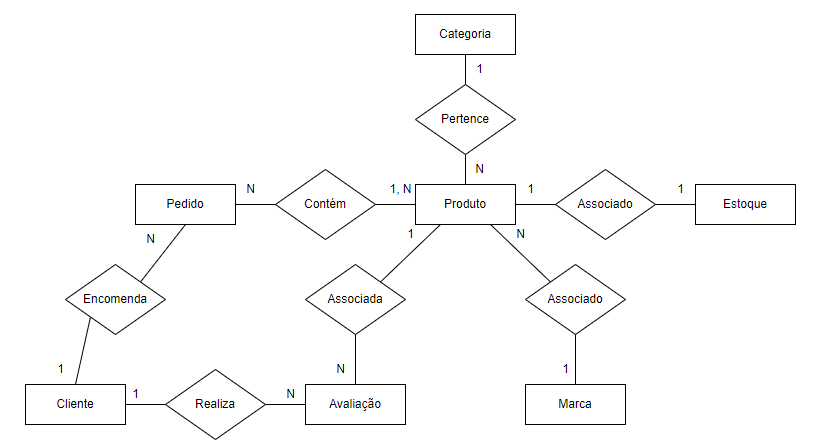 Categoria
1
Pertence
N
Pedido
N
Contém
1, N
Produto
1
Associado
1
Estoque
N
1
N
Encomenda
Associada
Associado
1
N
1
Cliente
1
Realiza
N
Avaliação
Marca